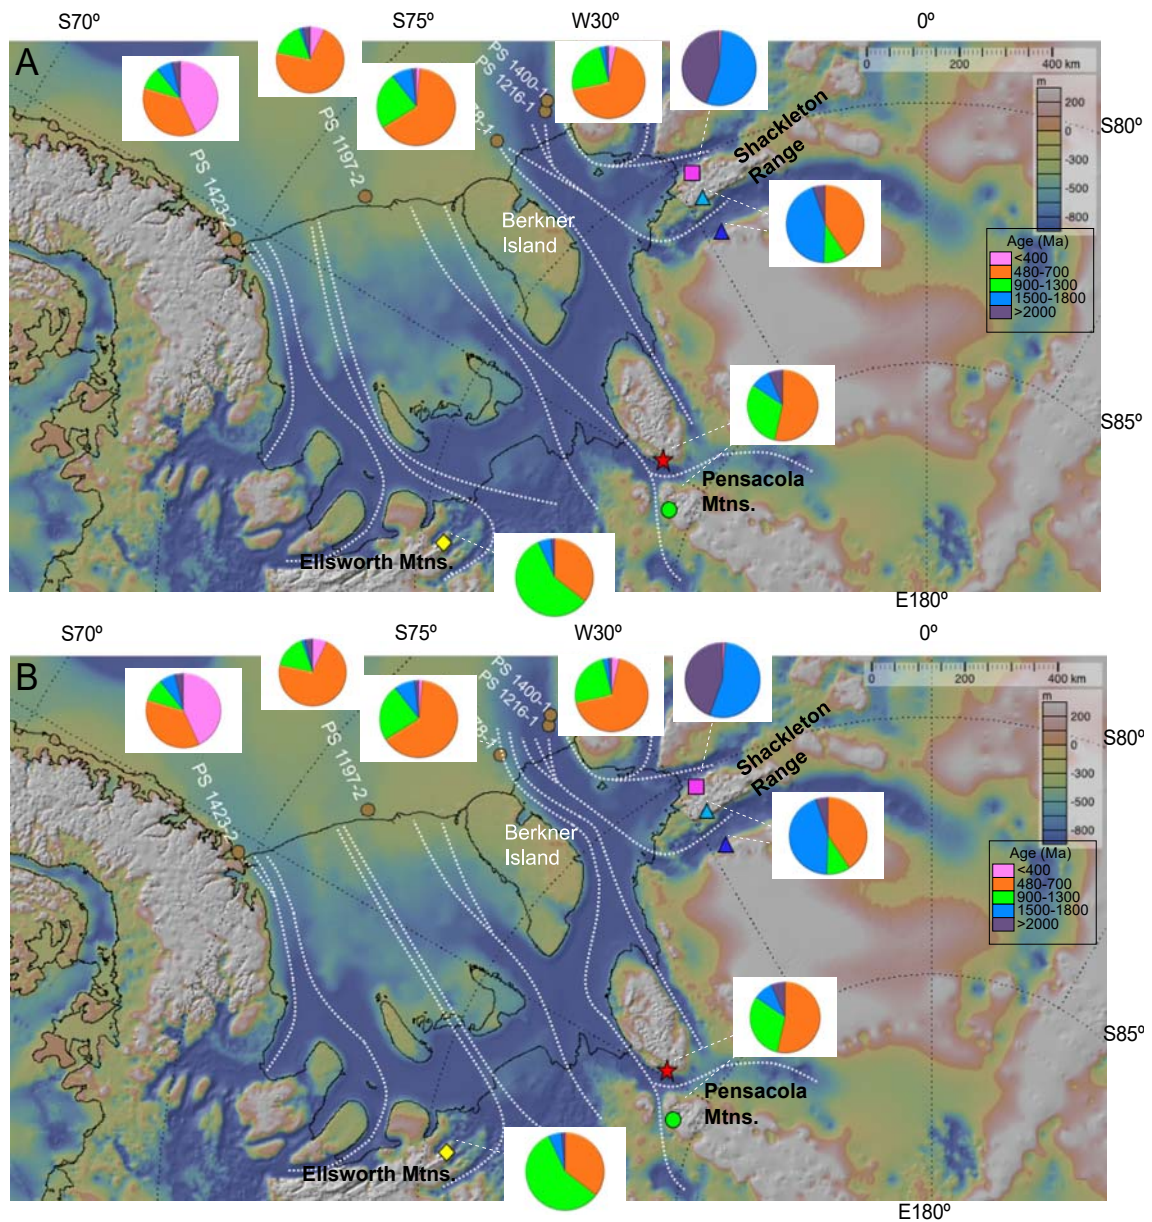 S70º S75º W30º 0º
A
PS 1400-1
PS 1216-1
78-1
PS 1197-2
PS 1423-2
0 200 400 km
m
200
0
-300
-500
-800
S80º
Shackleton
Range
Berkner
Island
Age (Ma)
<400
480-700
900-1300
1500-1800
>2000
S85º
Pensacola
Mtns.
Ellsworth Mtns.
E180º
S70º S75º W30º 0º
B
PS 1400-1
PS 1216-1
78-1
PS 1197-2
PS 1423-2
0 200 400 km
m
200
0
-300
-500
-800
S80º
Shackleton
Range
Berkner
Island
Age (Ma)
<400
480-700
900-1300
1500-1800
>2000
S85º
Pensacola
Mtns.
Ellsworth Mtns.
E180º